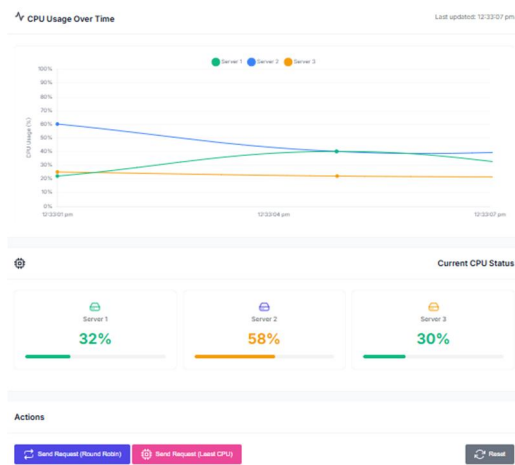 CPU Usage Over Time
Last updated: 12:33:07 pm
Server 1 Server 2 Server 3
100%
90%
80%
70%
60%
50%
40%
30%
20%
10%
0%
CPU Usage (%)
12:33:01 pm 12:33:04 pm 12:33:07 pm
Current CPU Status
Server 1
32%
Server 2
58%
Server 3
30%
Actions
Send Request (Round Robin)
Send Request (Least CPU)
Reset